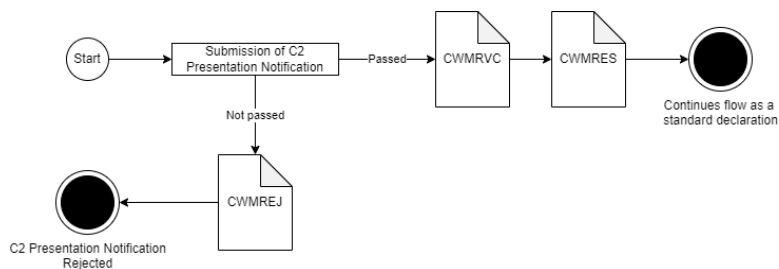 Start
Submission of C2
Presentation Notification
Passed
CWMRVC
CWMRES
Continues flow as a
standard declaration
Not passed
CWMREJ
C2 Presentation Notification
Rejected